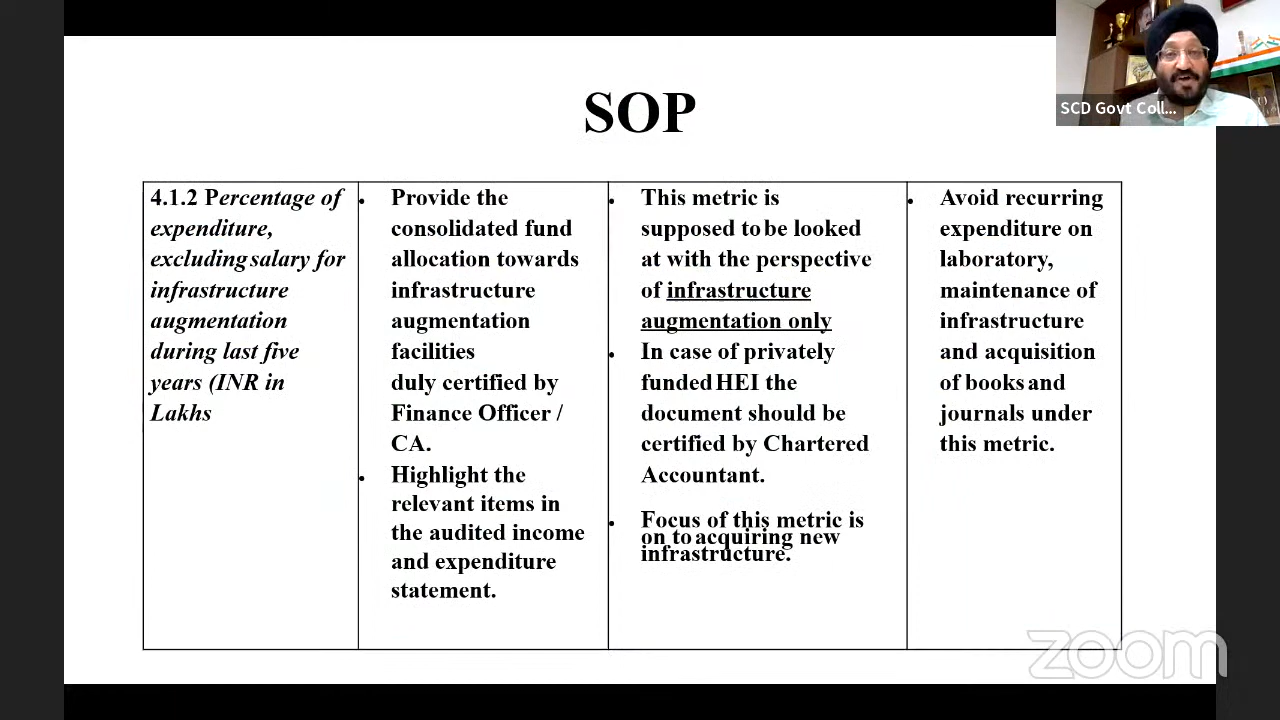 SOP
SCD Govt Coll...
4.1.2 Percentage of
expenditure,
excluding salary for
infrastructure
augmentation
during last five
years (INR in
Lakhs
• Provide the
consolidated fund
allocation towards
infrastructure
augmentation
facilities
duly certified by
Finance Officer /
CA.
• Highlight the
relevant items in
the audited income
and expenditure
statement.
• This metric is
supposed to be looked
at with the perspective
of infrastructure
augmentation only
• In case of privately
funded HEI the
document should be
certified by Chartered
Accountant.
• Focus of this metric is
on to acquiring new
infrastructure.
• Avoid recurring
expenditure on
laboratory,
maintenance of
infrastructure
and acquisition
of books and
journals under
this metric.
zoom